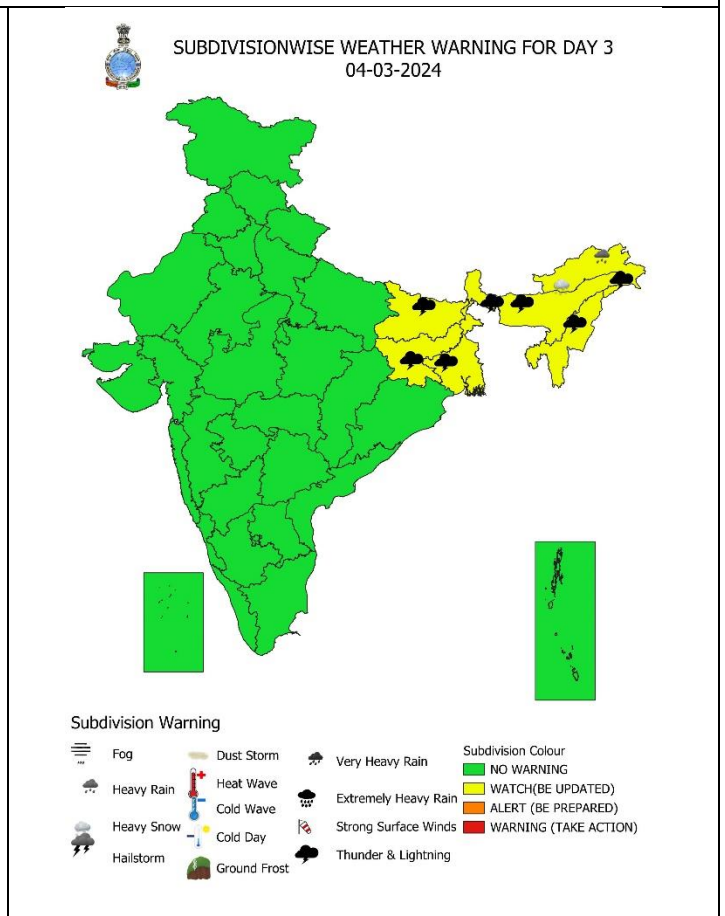 SUBDIVISIONWISE WEATHER WARNING FOR DAY 3
04-03-2024
Subdivision Warning
Fog
Heavy Rain
Heavy Snow
Hailstorm
Dust Storm
Heat Wave
Cold Wave
Cold Day
Ground Frost
Very Heavy Rain
Extremely Heavy Rain
Strong Surface Winds
Thunder & Lightning
Subdivision Colour
NO WARNING
WATCH(BE UPDATED)
ALERT (BE PREPARED)
WARNING (TAKE ACTION)